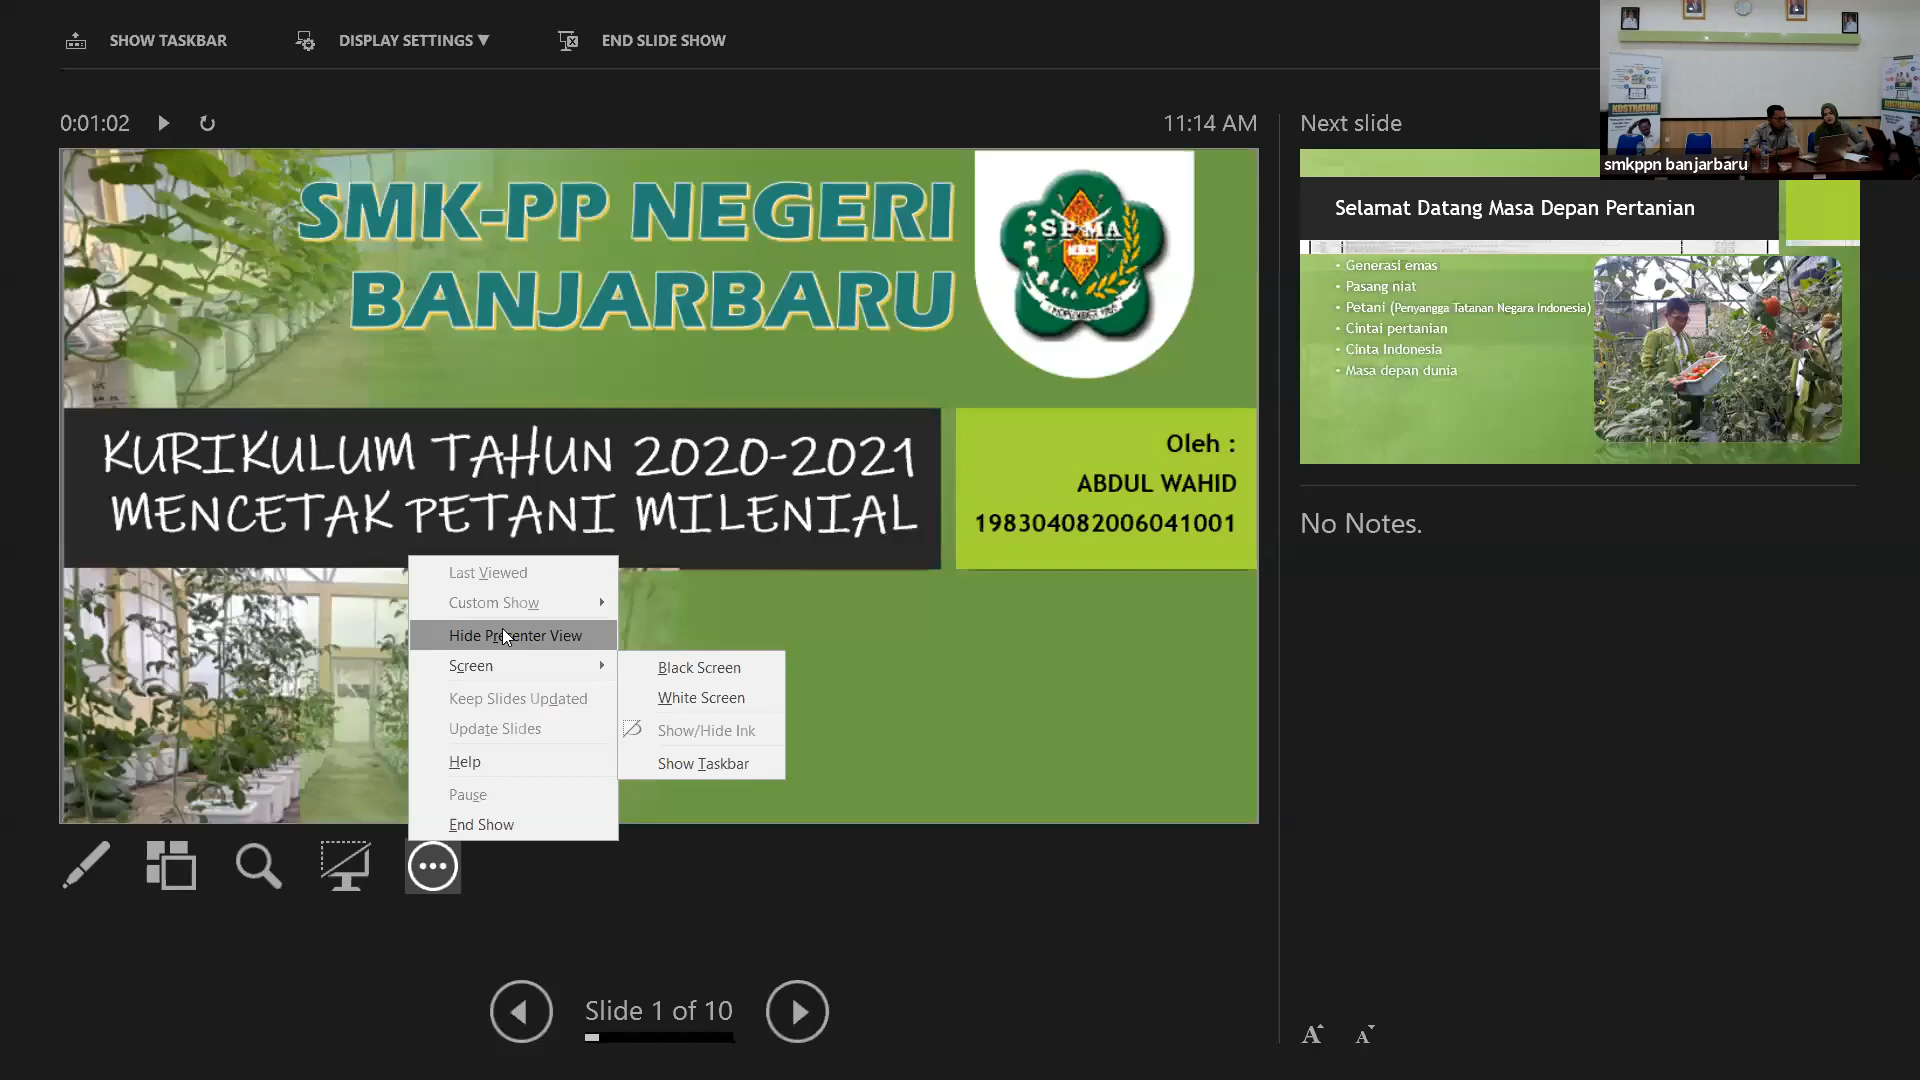 SHOW TASKBAR
DISPLAY SETTINGS ▼
END SLIDE SHOW
0:01:02
11:14 AM
SMK-PP NEGERI
BANJARBARU
SPMA
KURIKULUM TAHUN 2020-2021
MENCETAK PETANI MILENIAL
Oleh :
ABDUL WAHID
198304082006041001
Last Viewed
Custom Show
Hide Presenter View
Screen
Keep Slides Updated
Update Slides
Help
Pause
End Show
Black Screen
White Screen
Show/Hide Ink
Show Taskbar
Slide 1 of 10
Next slide
KOSTRATANI
KOSTRATANI
smkppn banjarbaru
Selamat Datang Masa Depan Pertanian
• Generasi emas
• Pasang niat
• Petani (Penyangga Tatanan Negara Indonesia)
• Cintai pertanian
• Cinta Indonesia
• Masa depan dunia
No Notes.
A A